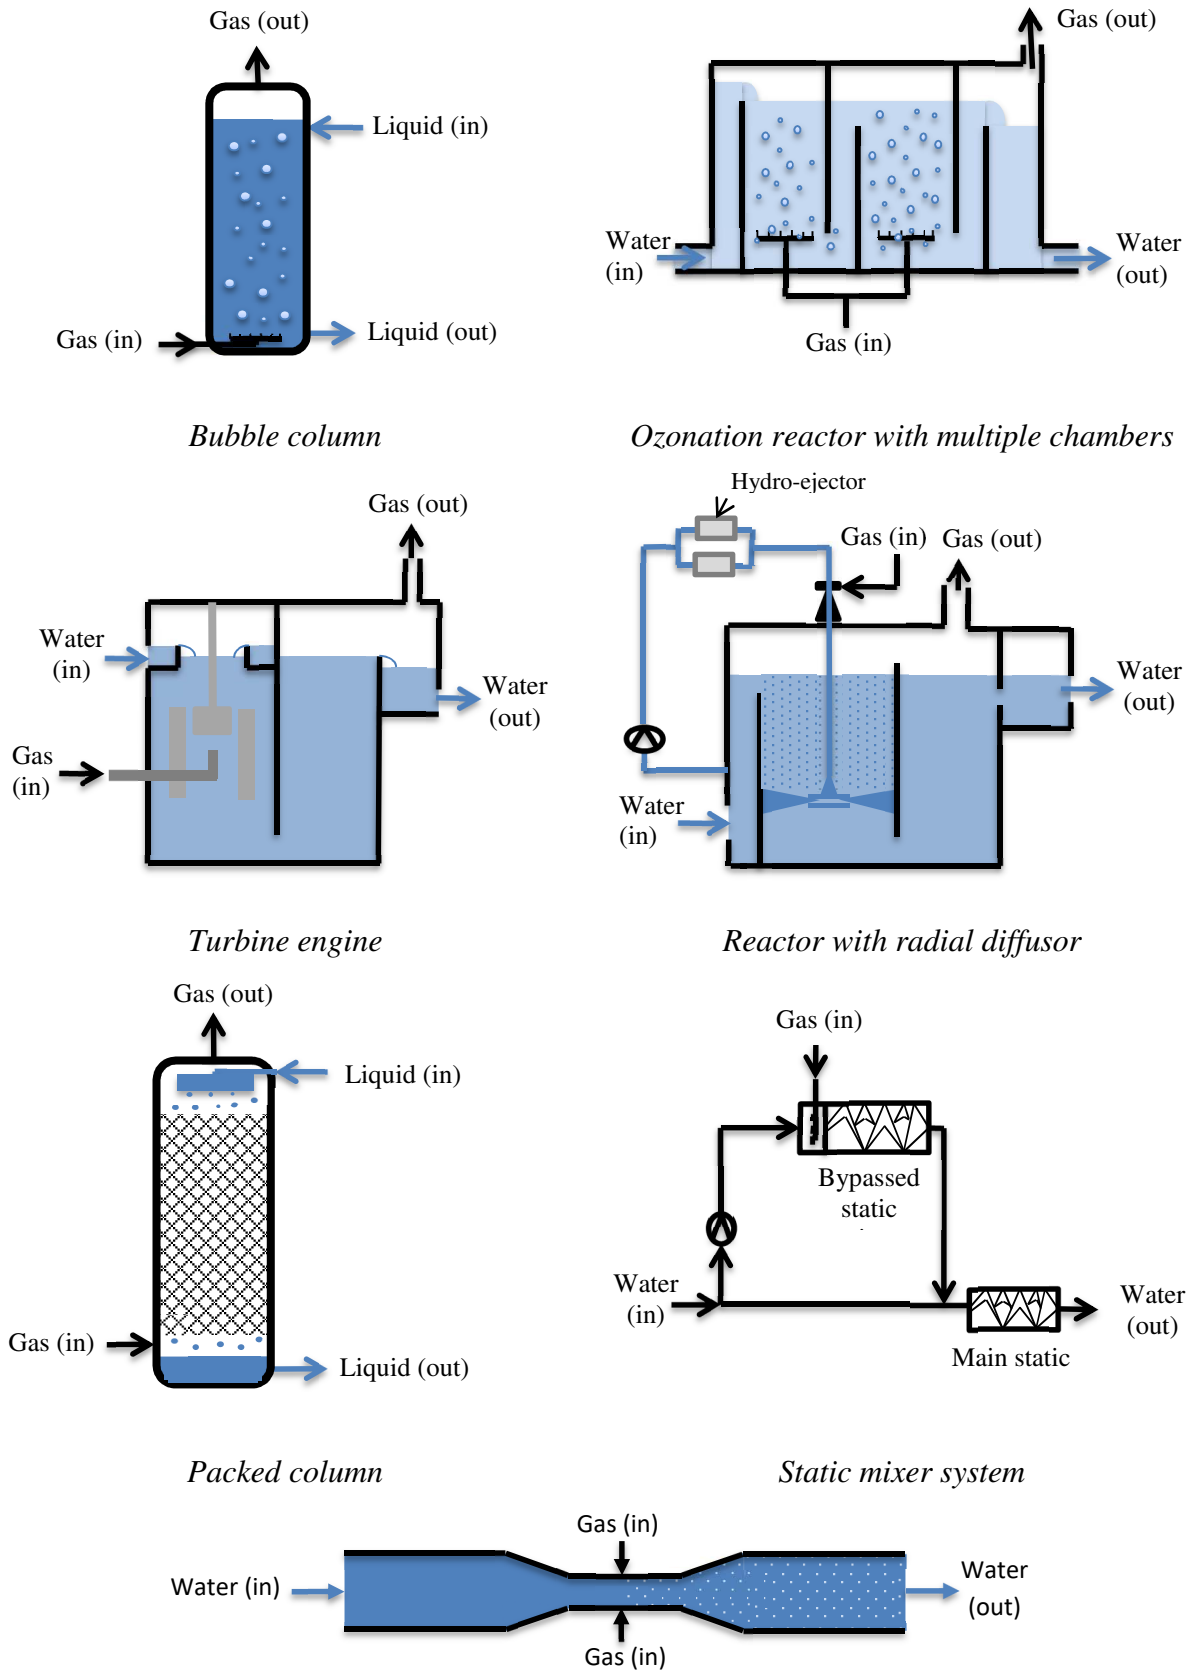 Gas (out)
Liquid (in)
Gas (in)
Liquid (out)
Bubble column
Gas (out)
Water
(in)
Water
(out)
Gas (in)
Ozonation reactor with multiple chambers
Gas (out)
Water
(in)
Water
(out)
Gas
(in)
Turbine engine
Hydro-ejector
Gas (in)
Gas (out)
Water
(out)
Water
(in)
Reactor with radial diffusor
Gas (out)
Liquid (in)
Gas (in)
Liquid (out)
Packed column
Gas (in)
Bypassed
static
Water
(in)
Water
(out)
Main static
Static mixer system
Gas (in)
Water (in)
Water
(out)
Gas (in)